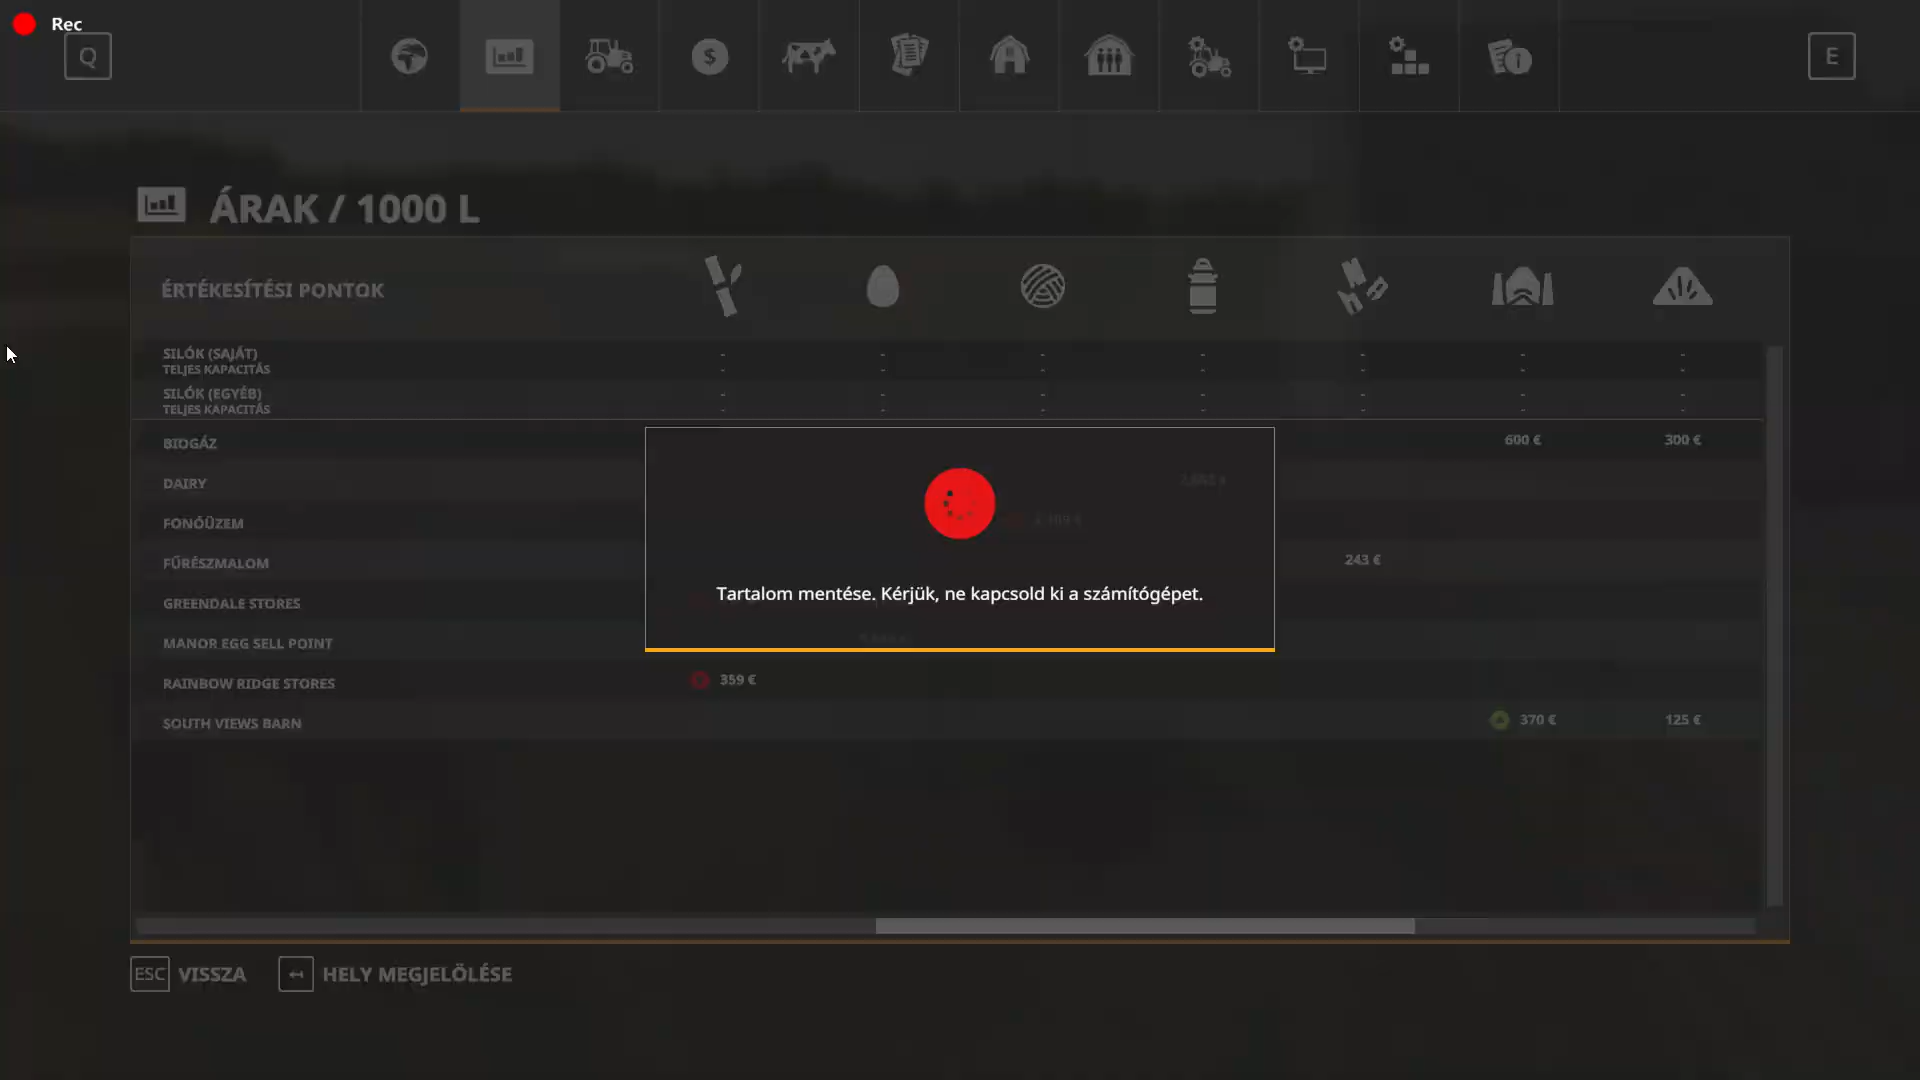 Rec
Q
E
ÁRAK / 1000 L
ÉRTÉKESÍTÉSI PONTOK
SILÓK (SAJÁT) - - - - - - -
TELJES KAPACITÁS - - - - - - -
SILÓK (EGYÉB) - - - - - - -
TELJES KAPACITÁS - - - - - - -
BIOGÁZ 600 € 300 €
DAIRY
FONÓÜZEM
FŰRÉSZMALOM 243 €
Tartalom mentése. Kérjük, ne kapcsold ki a számítógépet.
GREENDALE STORES
MANOR EGG SELL POINT
RAINBOW RIDGE STORES 359 €
SOUTH VIEWS BARN 370 € 125 €
ESC VISSZA HELY MEGJELÖLÉSE